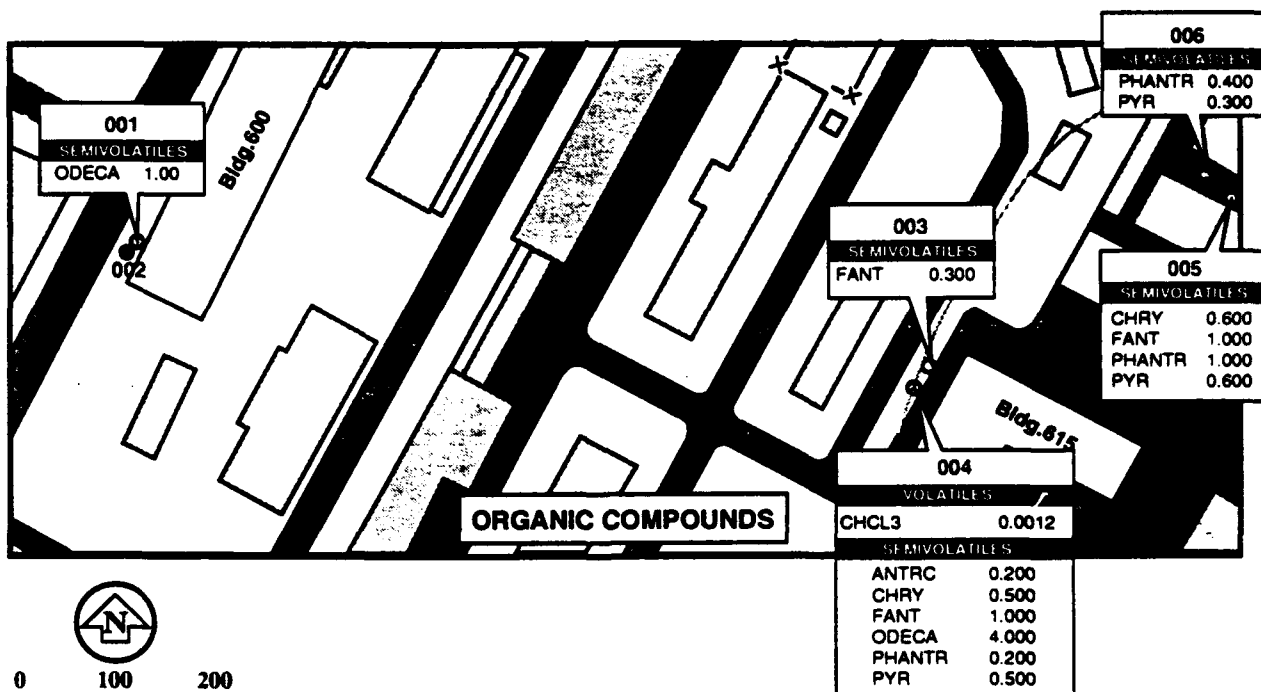 006
SEMIVOLATILES
PHANTR 0.400
PYR 0.300
001
SEMIVOLATILES
ODECA 1.00
Bldg.600
002
003
SEMIVOLATILES
FANT 0.300
005
SEMIVOLATILES
CHRY 0.600
FANT 1.000
PHANTR 1.000
PYR 0.600
Bldg.615
004
VOLATILES
CHCL3 0.0012
SEMIVOLATILES
ANTRC 0.200
CHRY 0.500
FANT 1.000
ODECA 4.000
PHANTR 0.200
PYR 0.500
ORGANIC COMPOUNDS
N
0 100 200